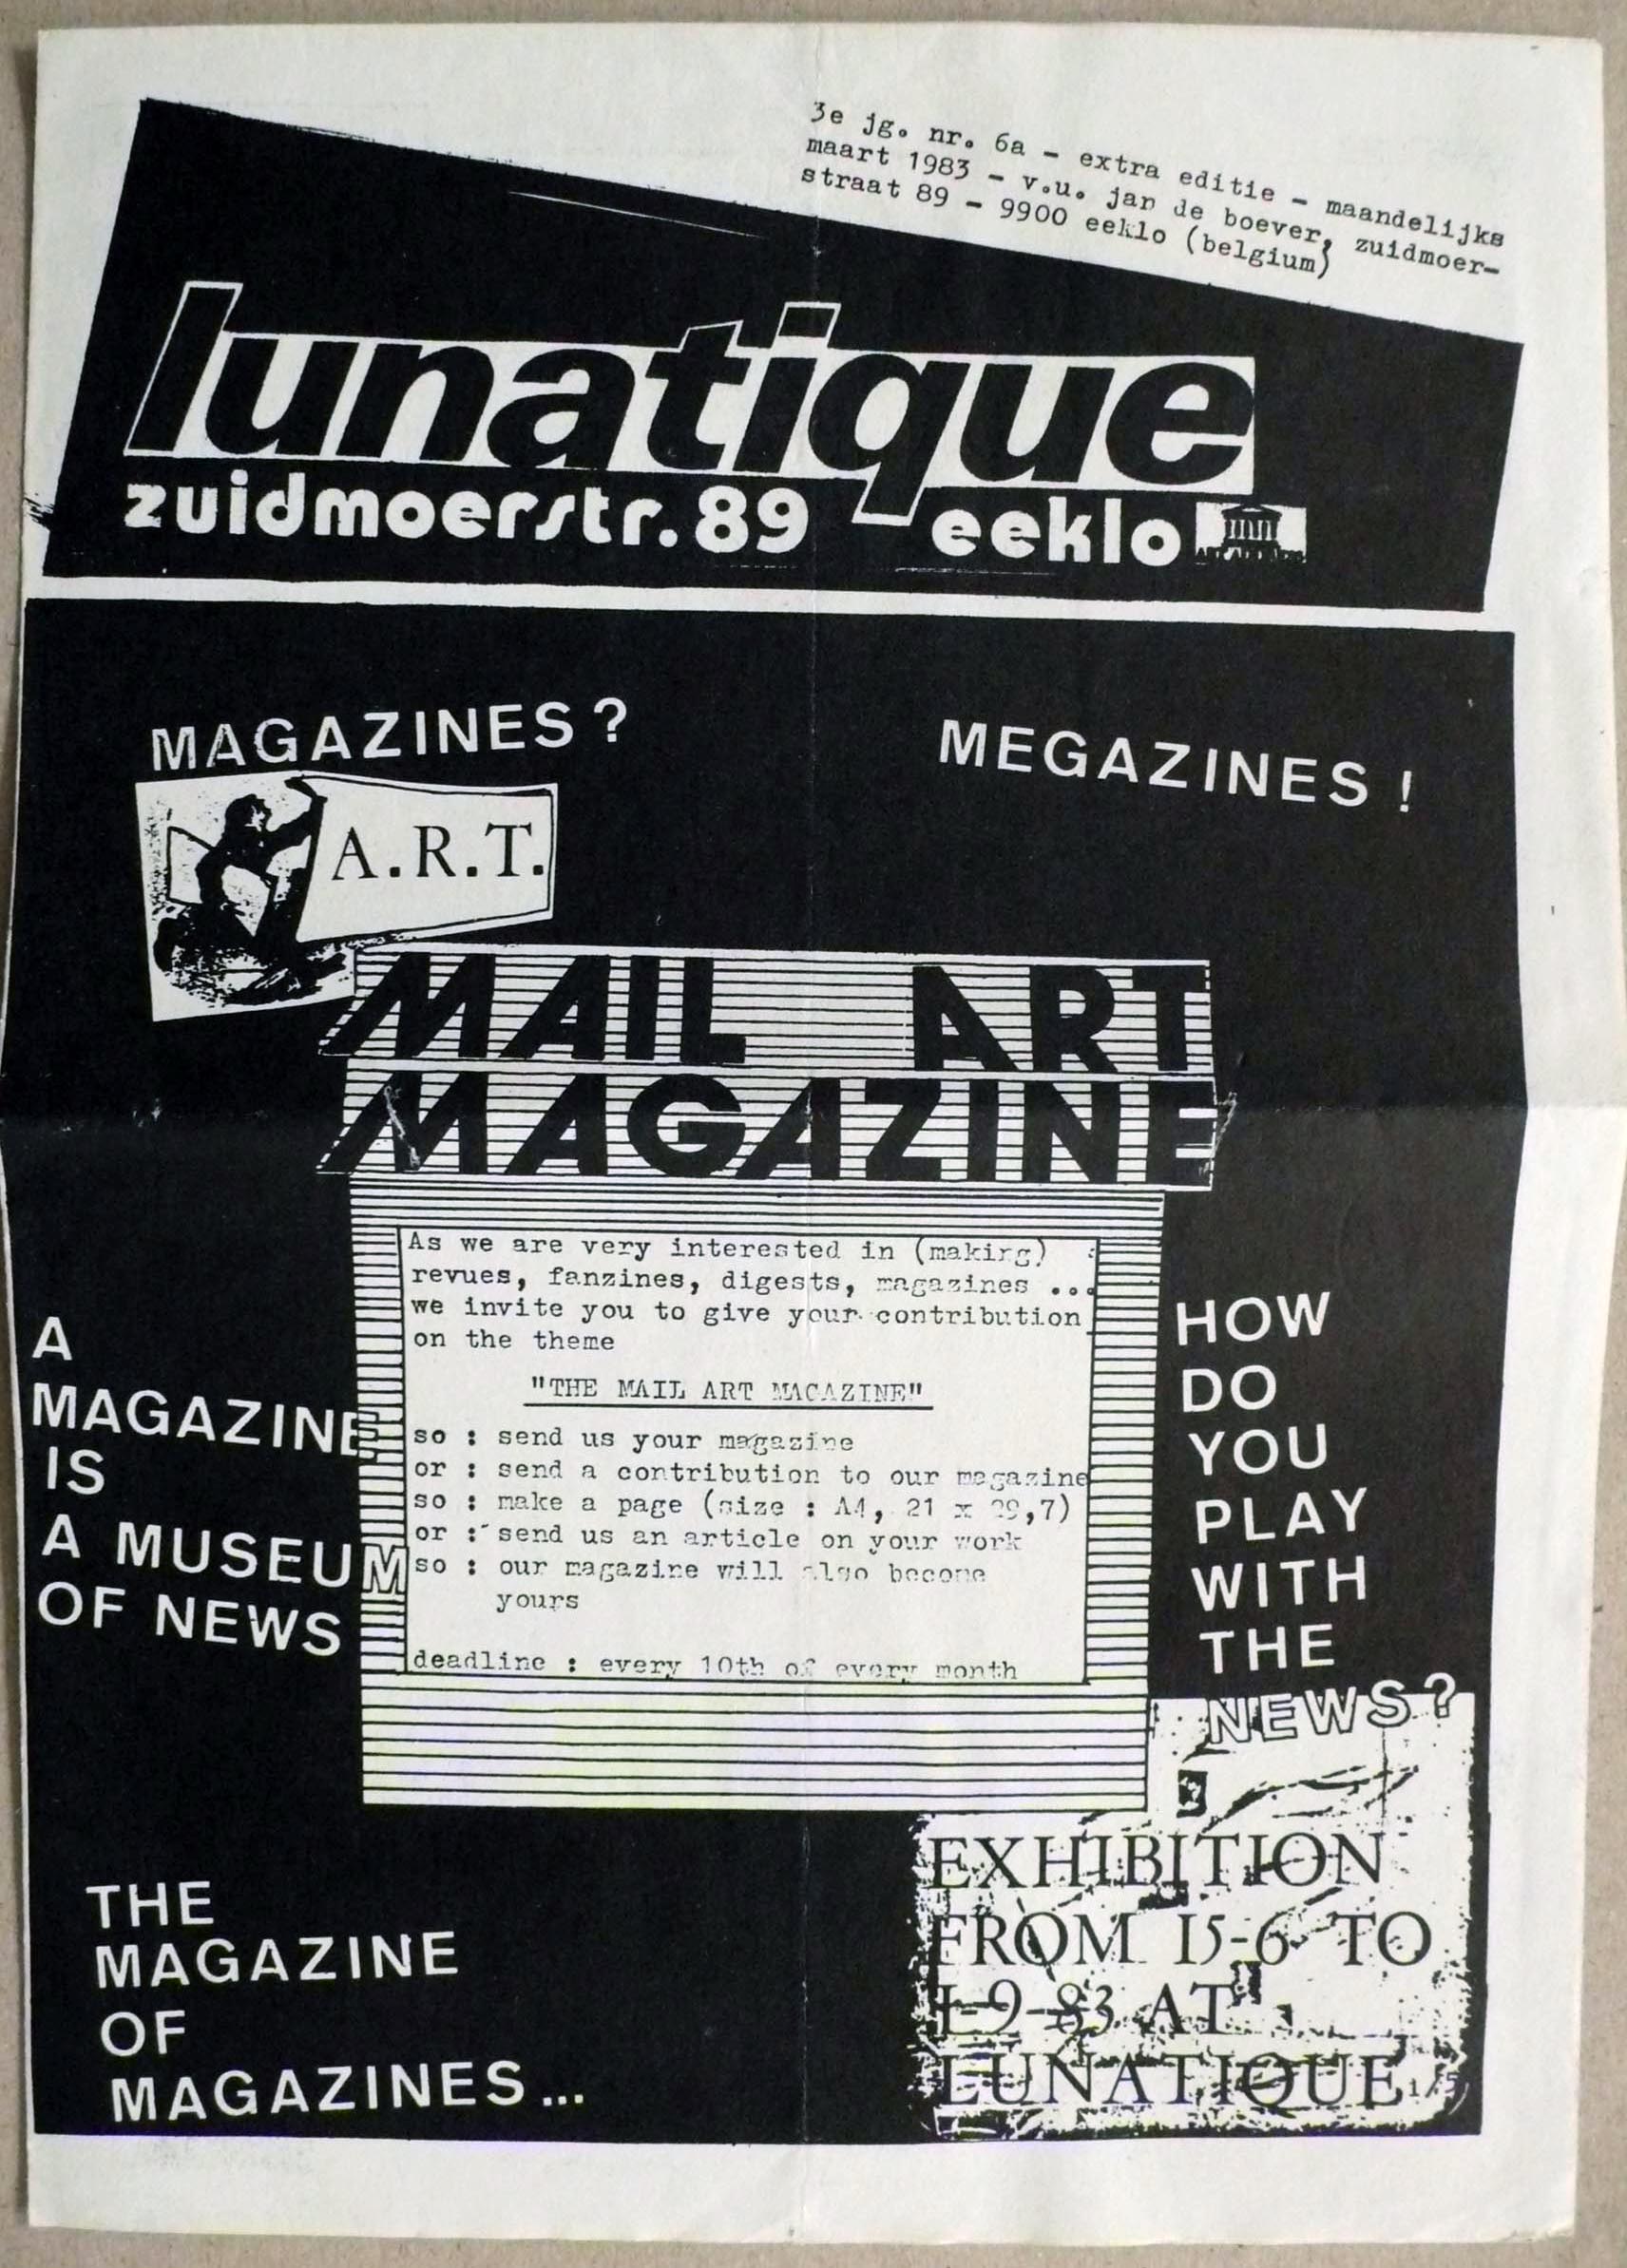 3e jg. nr. 6a - extra editie - maandelijks
maart 1983 - v.u. jan de boever, zuidmoer-
straat 89 - 9900 eeklo (belgium)
lunatique
zuidmoerstr. 89 eeklo
MAGAZINES?
MEGAZINES!
A.R.T.
MAIL ART
MAGAZINE
As we are very interested in (making)
revues, fanzines, digests, magazines ...
we invite you to give your contribution
on the theme
"THE MAIL ART MAGAZINE"
so : send us your magazine
or : send a contribution to our magazine
so : make a page (size : A4, 21 x 29,7)
or : send us an article on your work
so : our magazine will also become
yours
deadline : every 10th of every month
A
MAGAZINE
IS
A MUSEUM
OF NEWS
HOW
DO
YOU
PLAY
WITH
THE
NEWS?
THE
MAGAZINE
OF
MAGAZINES...
EXHIBITION
FROM 15-6 TO
1-9-83 AT
LUNATIQUE